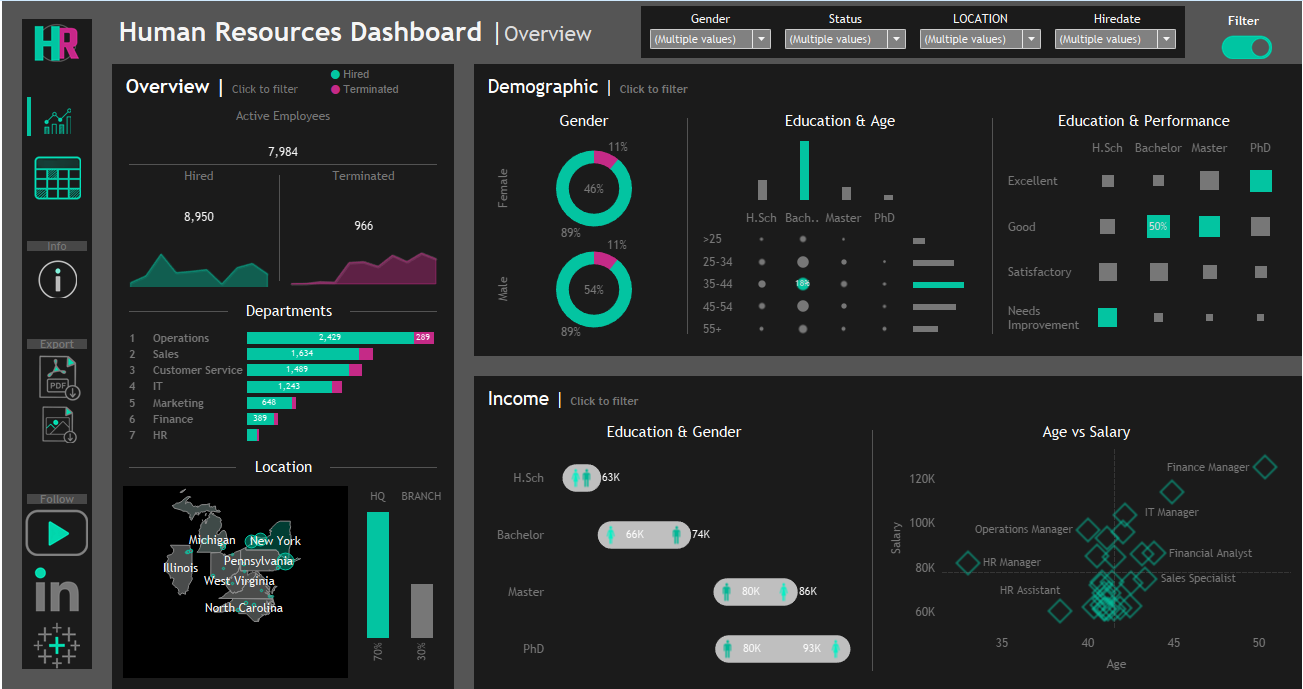 HR
Human Resources Dashboard | Overview
Gender
Status
LOCATION
Hiredate
Filter
(Multiple values)
(Multiple values)
(Multiple values)
(Multiple values)
Info
Export
PDF
Follow
in
Overview | Click to filter
Hired
Terminated
Active Employees
7,984
Hired
Terminated
8,950
966
Departments
1 Operations 2,429 289
2 Sales 1,634
3 Customer Service 1,489
4 IT 1,243
5 Marketing 648
6 Finance 389
7 HR
Location
Michigan
New York
Illinois
Pennsylvania
West Virginia
North Carolina
HQ BRANCH
70% 30%
Demographic | Click to filter
Gender
Female
11%
46%
89%
Male
11%
54%
89%
Education & Age
H.Sch Bach.. Master PhD
>25
25-34
35-44 18%
45-54
55+
Education & Performance
H.Sch Bachelor Master PhD
Excellent
Good 50%
Satisfactory
Needs
Improvement
Income | Click to filter
Education & Gender
H.Sch 63K
Bachelor 66K 74K
Master 80K 86K
PhD 80K 93K
Age vs Salary
Salary
120K
100K
80K
60K
Finance Manager
IT Manager
Operations Manager
Financial Analyst
HR Manager
Sales Specialist
HR Assistant
35 40 45 50
Age